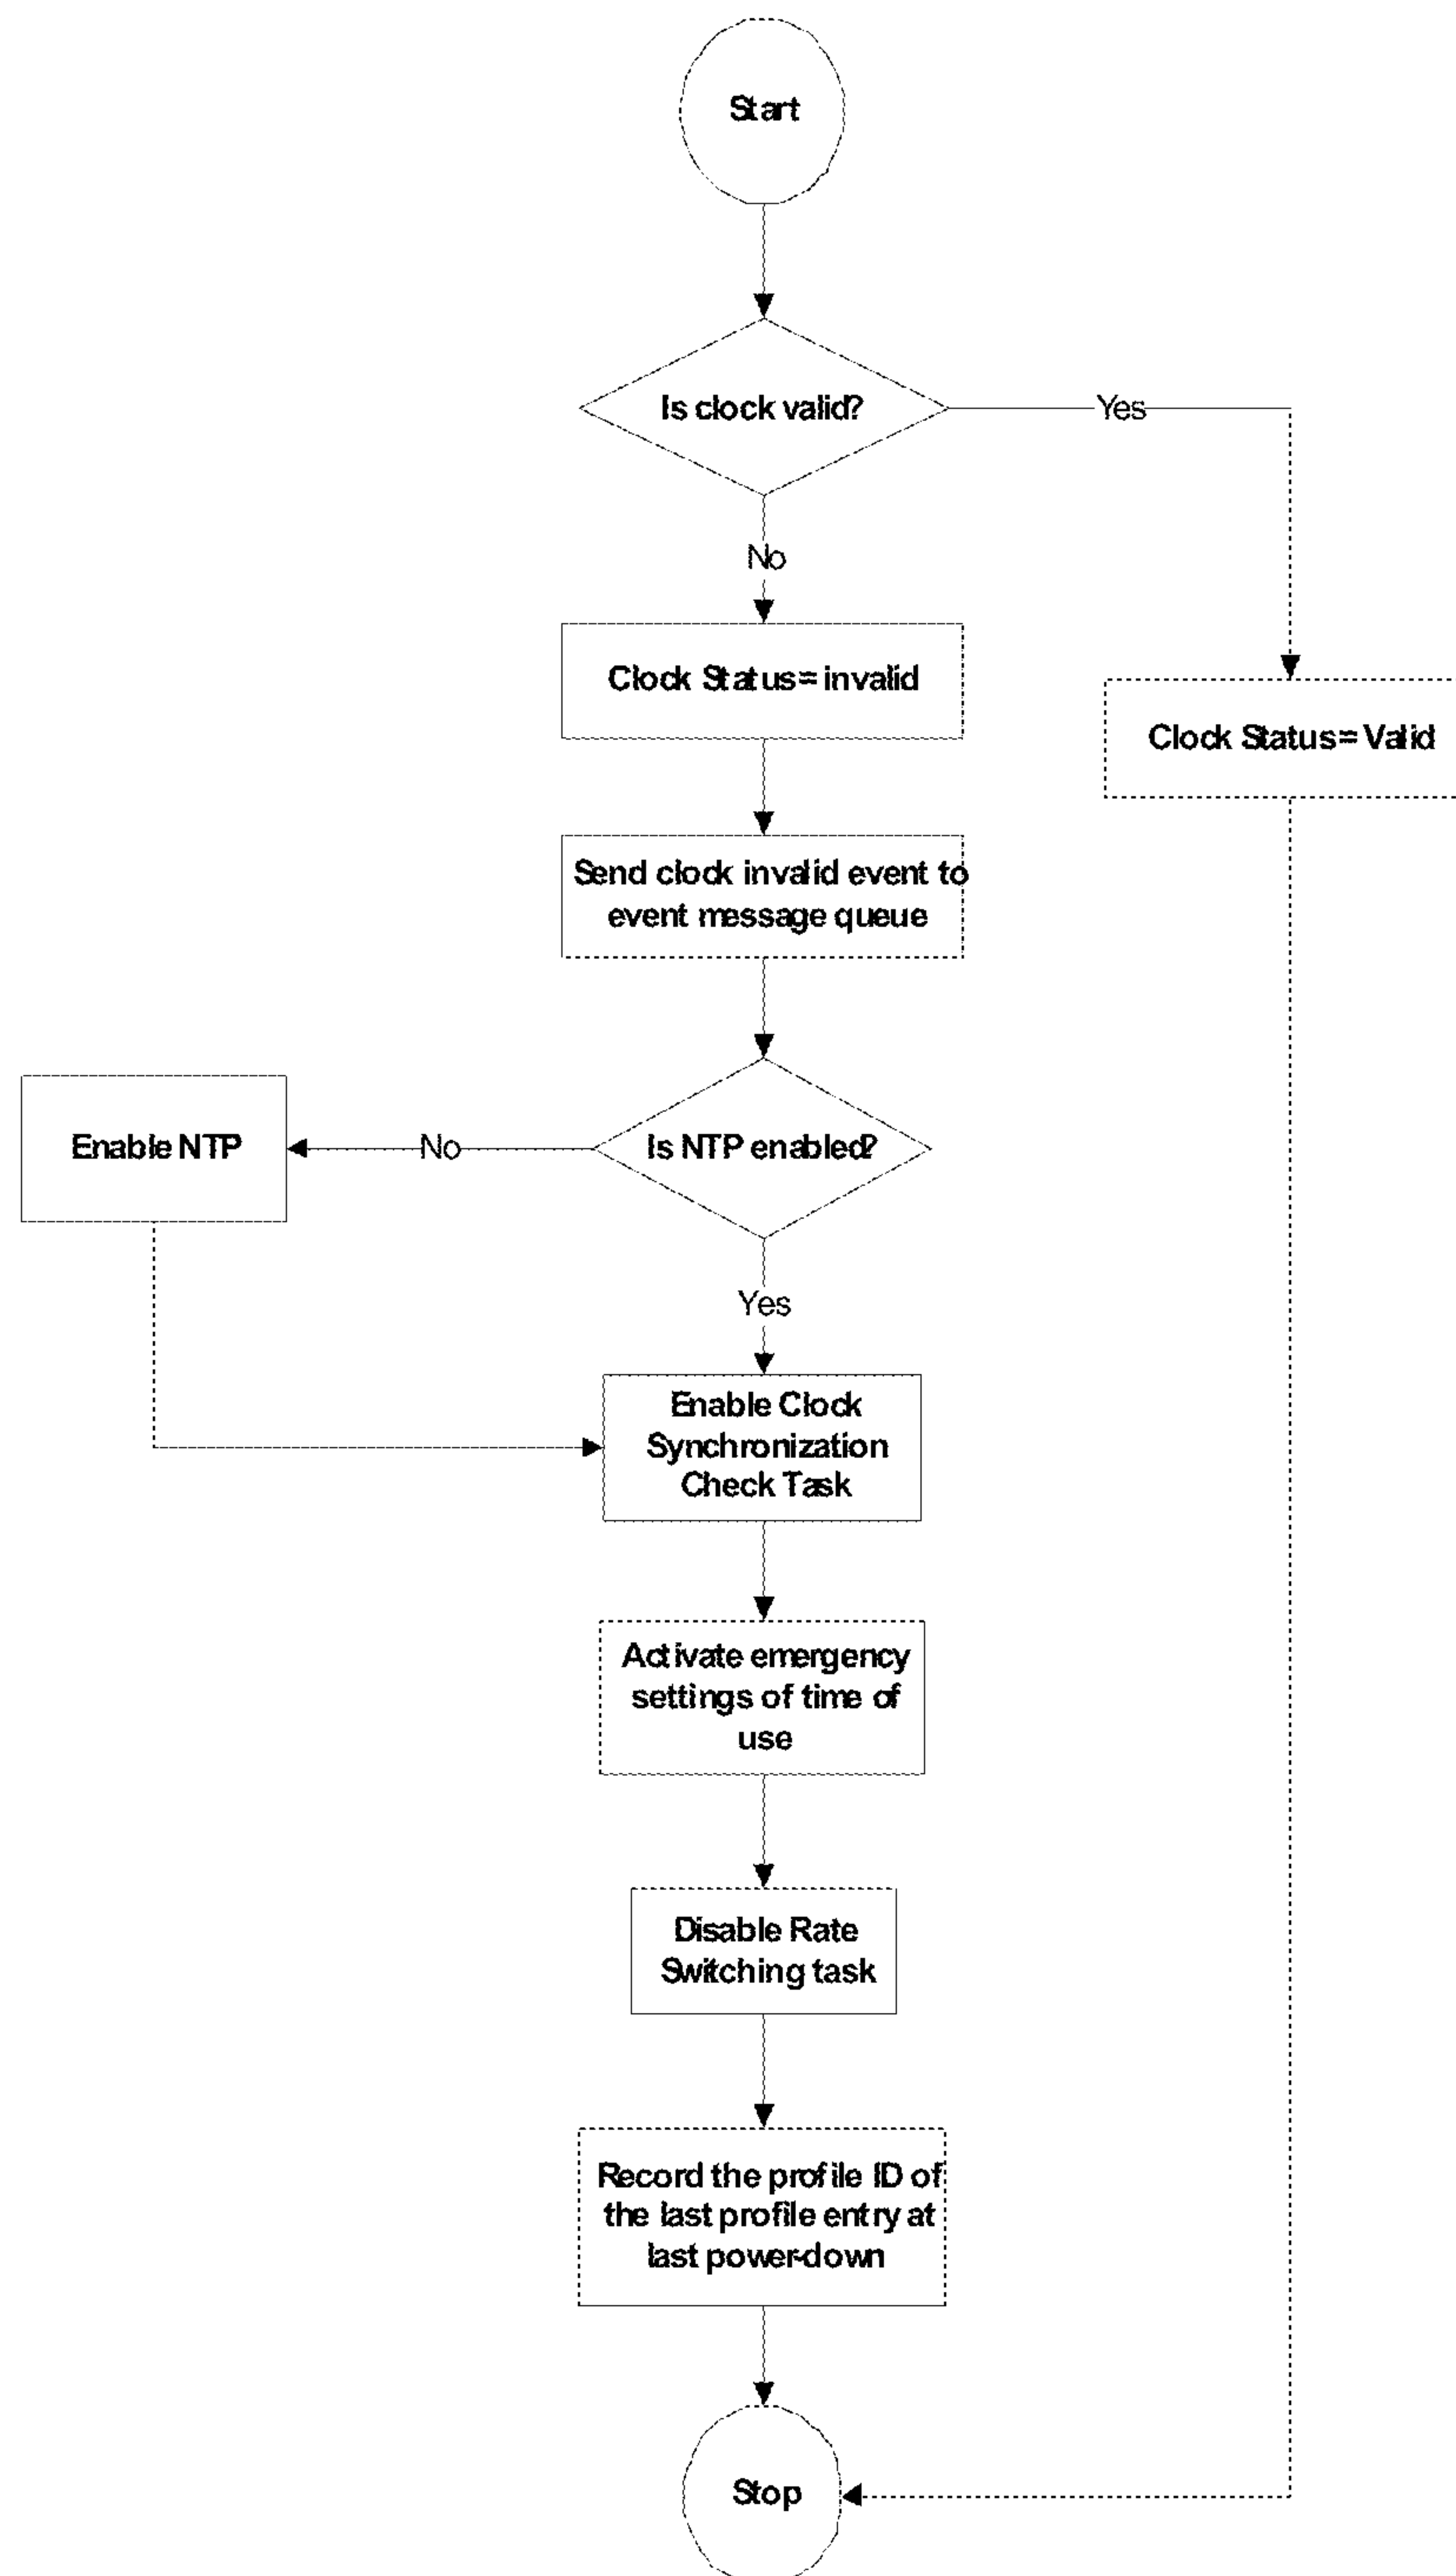 Start
Is clock valid?
Yes
No
Clock Status= invalid
Clock Status= Valid
Send clock invalid event to
event message queue
Enable NTP
No
Is NTP enabled?
Yes
Enable Clock
Synchronization
Check Task
Activate emergency
settings of time of
use
Disable Rate
Switching task
Record the profile ID of
the last profile entry at
last power-down
Stop